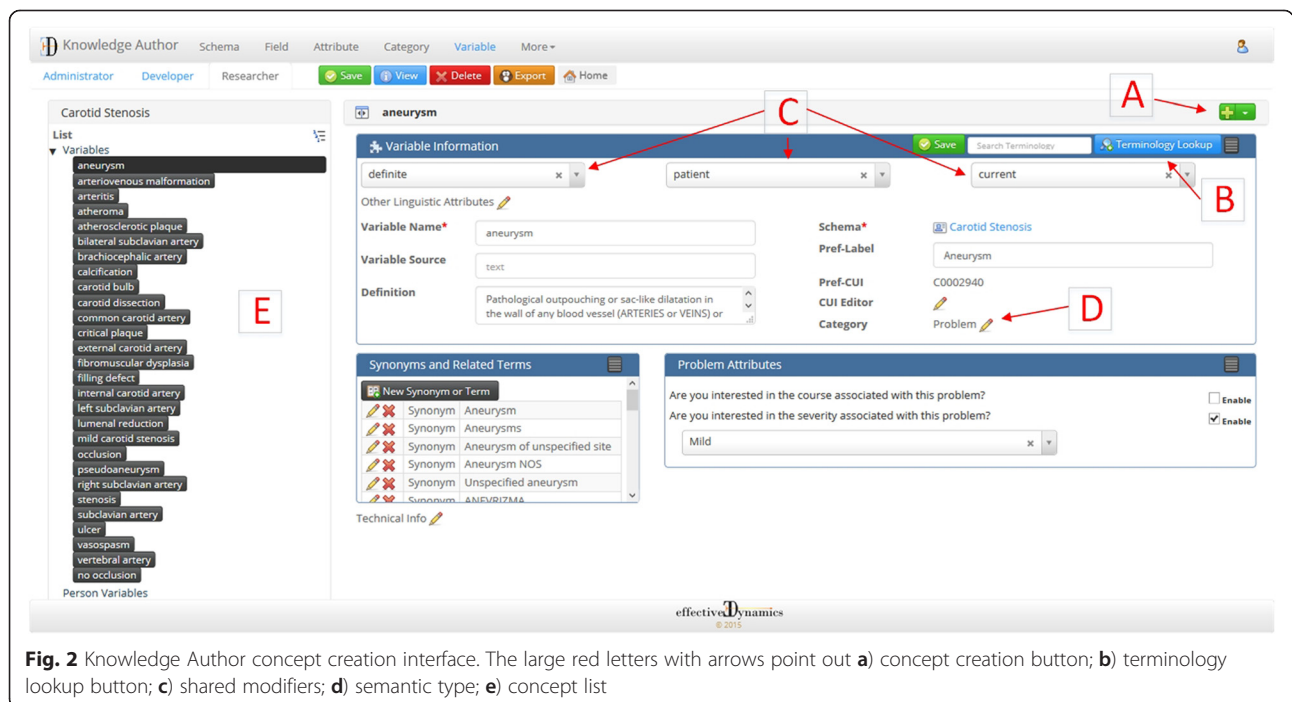 Knowledge Author Schema Field Attribute Category Variable More
Administrator Developer Researcher Save View Delete Export Home
A
Carotid Stenosis
aneurysm
C
List
Variables
aneurysm
arteriovenous malformation
arteritis
atheroma
atherosclerotic plaque
bilateral subclavian artery
brachiocephalic artery
calcification
carotid bulb
carotid dissection
common carotid artery
critical plaque
external carotid artery
fibromuscular dysplasia
filling defect
internal carotid artery
left subclavian artery
lumenal reduction
mild carotid stenosis
occlusion
pseudoaneurysm
right subclavian artery
stenosis
subclavian artery
ulcer
vasospasm
vertebral artery
no occlusion
Person Variables
E
Variable Information Save Search Terminology Terminology Lookup
definite × patient × current ×
B
Other Linguistic Attributes
Variable Name* aneurysm
Variable Source text
Definition Pathological outpouching or sac-like dilatation in
the wall of any blood vessel (ARTERIES or VEINS) or
Schema* Carotid Stenosis
Pref-Label Aneurysm
Pref-CUI C0002940
CUI Editor
Category Problem
D
Synonyms and Related Terms
New Synonym or Term
Synonym Aneurysm
Synonym Aneurysms
Synonym Aneurysm of unspecified site
Synonym Aneurysm NOS
Synonym Unspecified aneurysm
Synonym ANEVRIZMA
Technical Info
Problem Attributes
Are you interested in the course associated with this problem? Enable
Are you interested in the severity associated with this problem? Enable
Mild ×
effective Dynamics
© 2015
Fig. 2 Knowledge Author concept creation interface. The large red letters with arrows point out a) concept creation button; b) terminology
lookup button; c) shared modifiers; d) semantic type; e) concept list